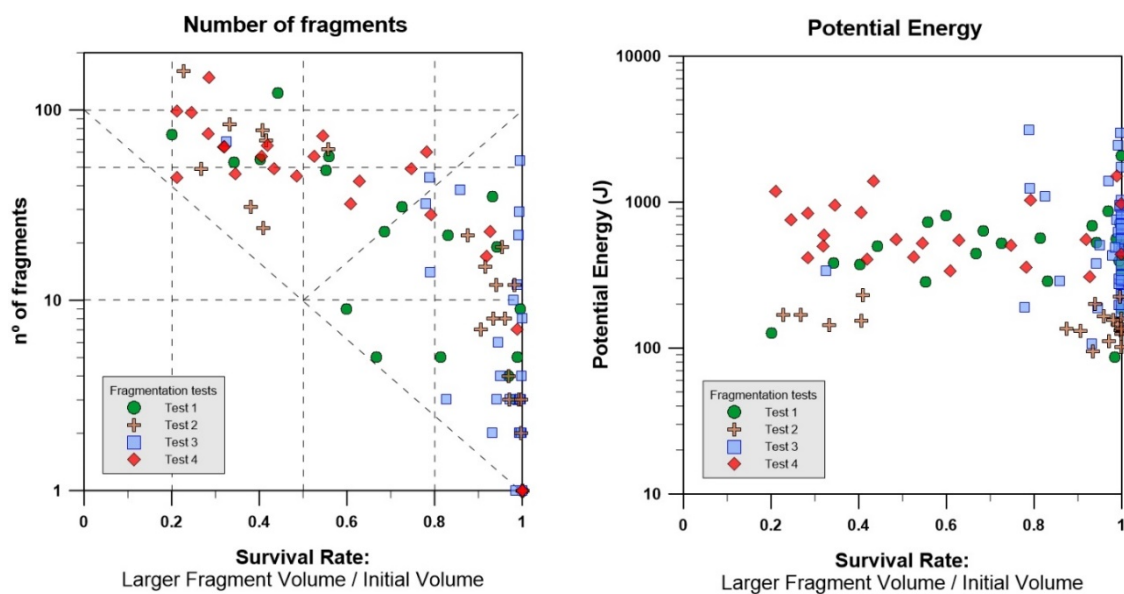 Number of fragments
100
10
1
nº of fragments
Fragmentation tests
Test 1
Test 2
Test 3
Test 4
0
0.2
0.4
0.6
0.8
1
Survival Rate:
Larger Fragment Volume / Initial Volume
Potential Energy
10000
1000
100
10
Potential Energy (J)
Fragmentation tests
Test 1
Test 2
Test 3
Test 4
0
0.2
0.4
0.6
0.8
1
Survival Rate:
Larger Fragment Volume / Initial Volume